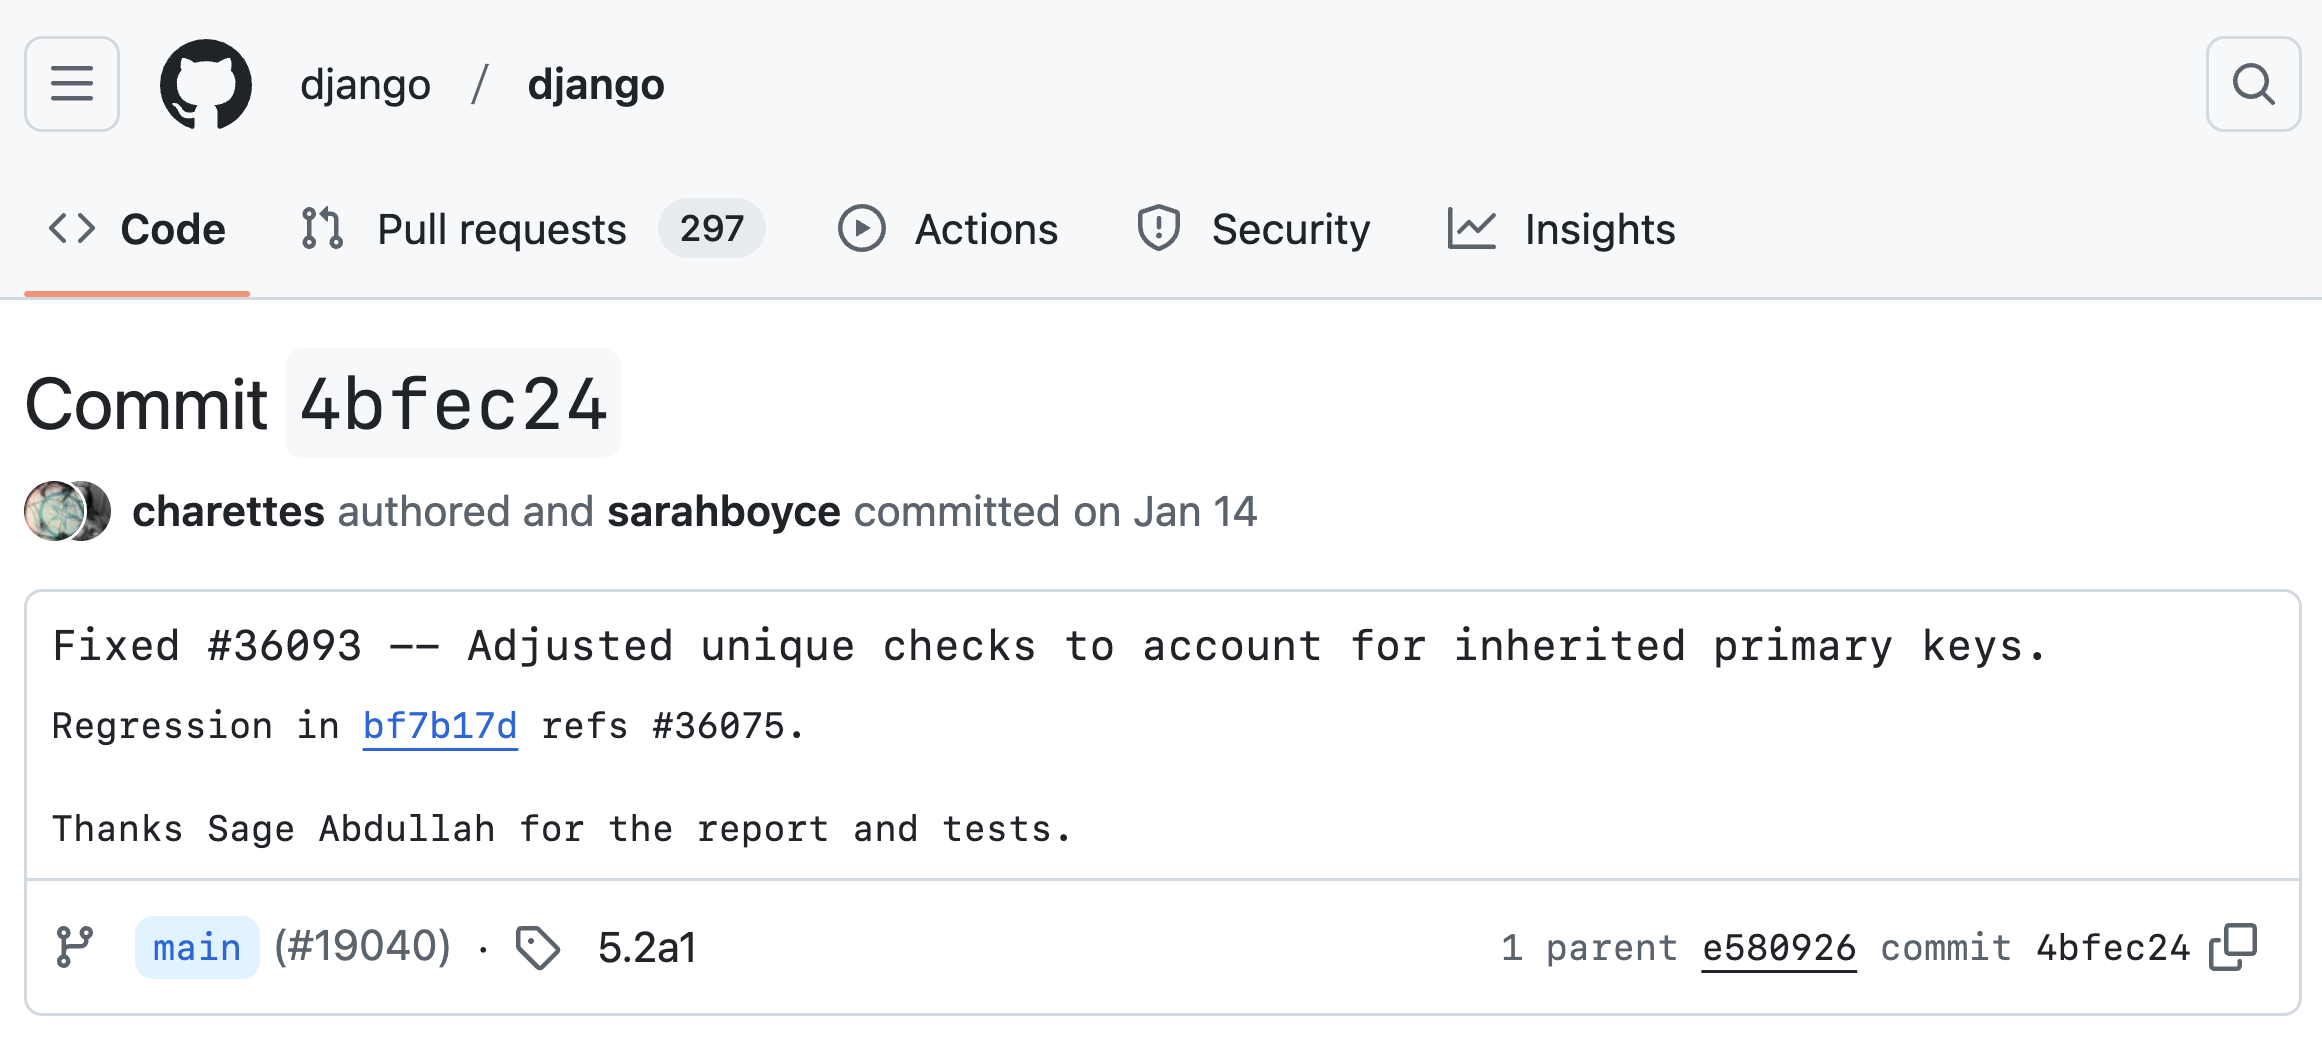 django / django
Code Pull requests 297 Actions Security Insights
Commit 4bfec24
charettes authored and sarahboyce committed on Jan 14
Fixed #36093 -- Adjusted unique checks to account for inherited primary keys.
Regression in bf7b17d refs #36075.
Thanks Sage Abdullah for the report and tests.
main (#19040) · 5.2a1 1 parent e580926 commit 4bfec24